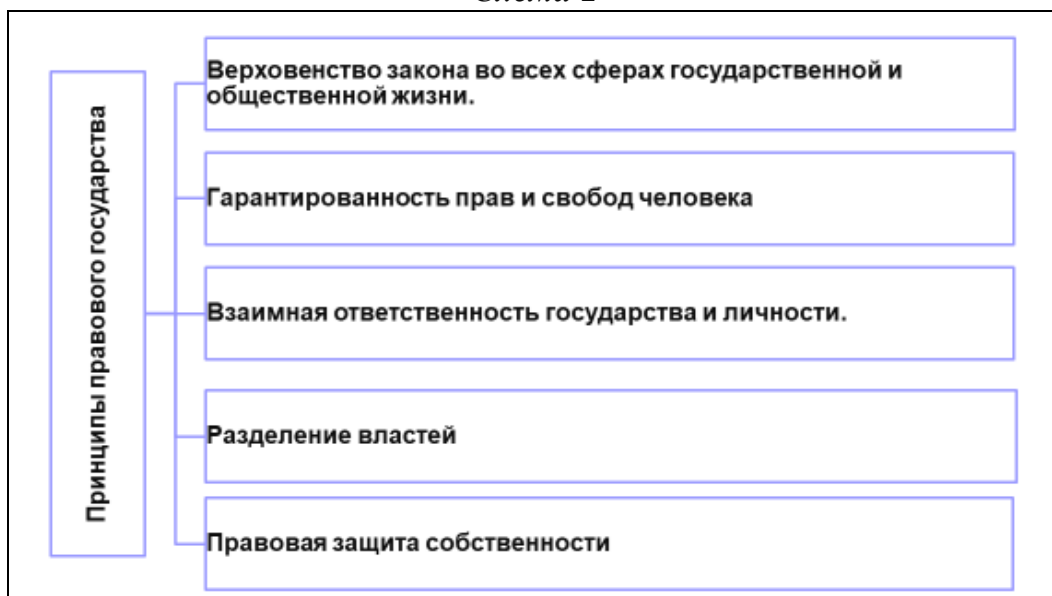 Принципы правового государства
Верховенство закона во всех сферах государственной и
общественной жизни.
Гарантированность прав и свобод человека
Взаимная ответственность государства и личности.
Разделение властей
Правовая защита собственности